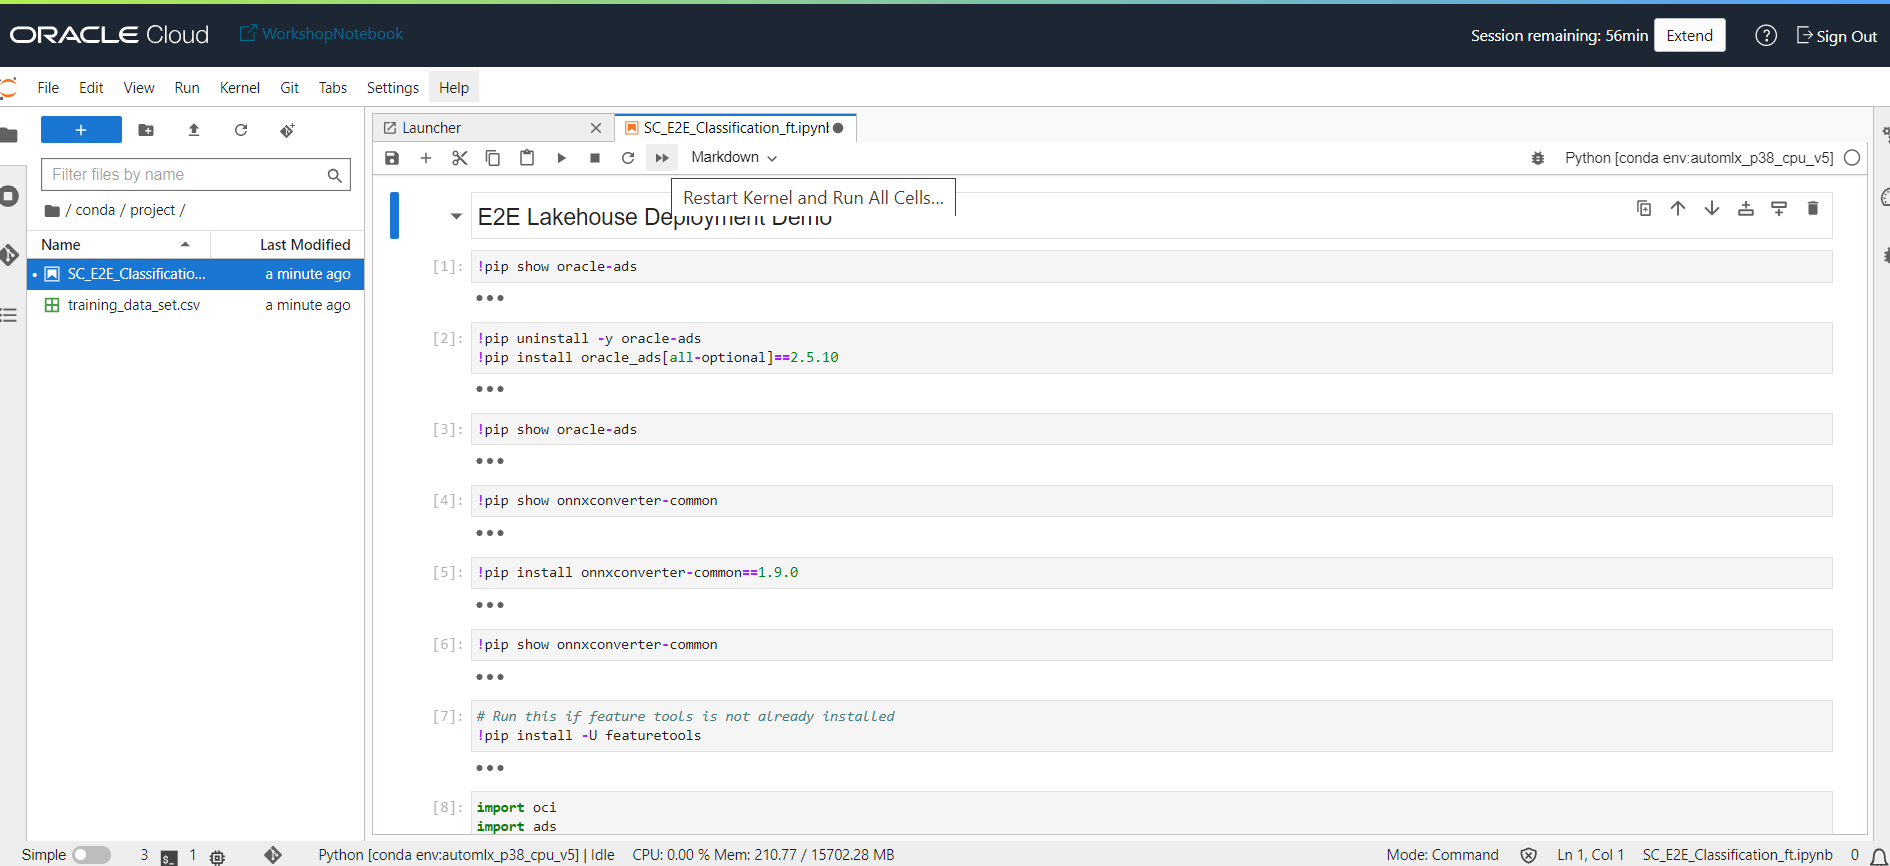 ORACLE Cloud
WorkshopNotebook
Session remaining: 56min
Extend
Sign Out
File Edit View Run Kernel Git Tabs Settings Help
Filter files by name
/ conda / project /
Name Last Modified
SC_E2E_Classificatio... a minute ago
training_data_set.csv a minute ago
Launcher
SC_E2E_Classification_ft.ipynl
Markdown
Python [conda env:automlx_p38_cpu_v5]
Restart Kernel and Run All Cells...
E2E Lakehouse Deployment Demo
[1]: !pip show oracle-ads
[2]: !pip uninstall -y oracle-ads
!pip install oracle_ads[all-optional]==2.5.10
[3]: !pip show oracle-ads
[4]: !pip show onnxconverter-common
[5]: !pip install onnxconverter-common==1.9.0
[6]: !pip show onnxconverter-common
[7]: # Run this if feature tools is not already installed
!pip install -U featuretools
[8]: import oci
import ads
Simple 3 $_ 1 Python [conda env:automlx_p38_cpu_v5] | Idle CPU: 0.00 % Mem: 210.77 / 15702.28 MB Mode: Command Ln 1, Col 1 SC_E2E_Classification_ft.ipynb 0